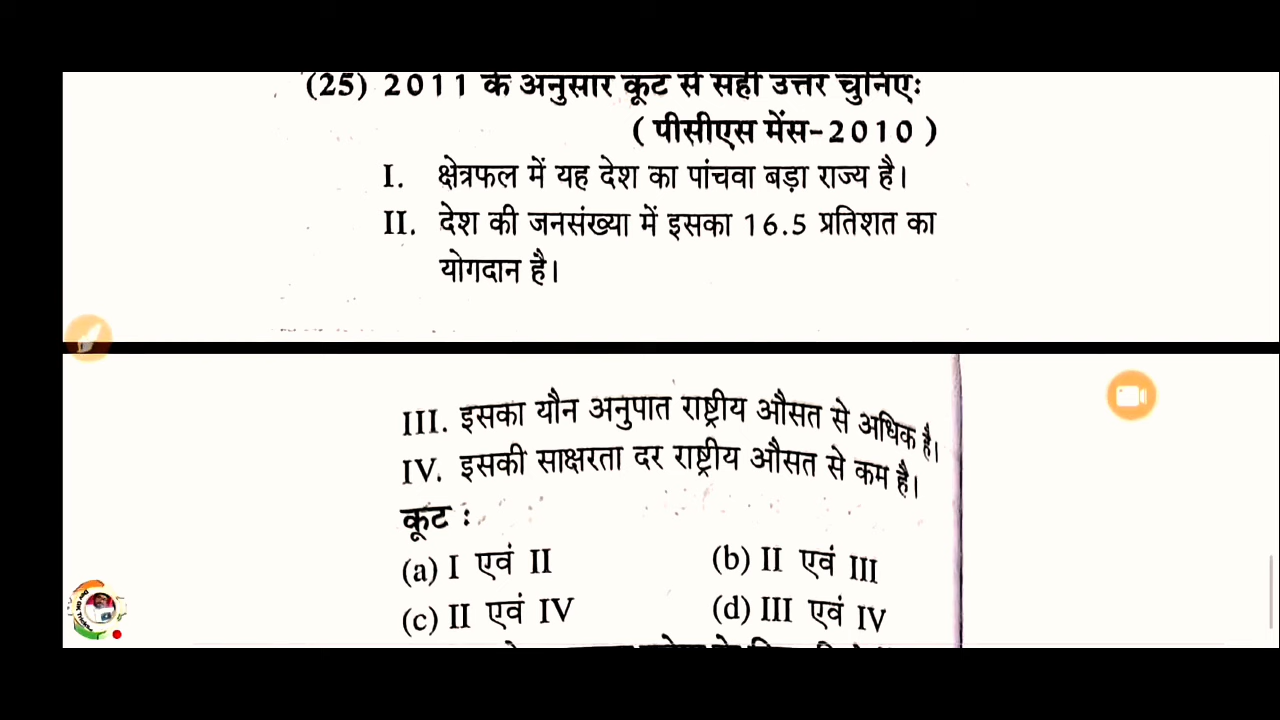 (25) 2011 के अनुसार कूट से सही उत्तर चुनिए:
( पीसीएस मेंस-2010 )
I. क्षेत्रफल में यह देश का पांचवा बड़ा राज्य है।
II. देश की जनसंख्या में इसका 16.5 प्रतिशत का
योगदान है।
III. इसका यौन अनुपात राष्ट्रीय औसत से अधिक है।
IV. इसकी साक्षरता दर राष्ट्रीय औसत से कम है।
कूट :
(a) I एवं II (b) II एवं III
(c) II एवं IV (d) III एवं IV